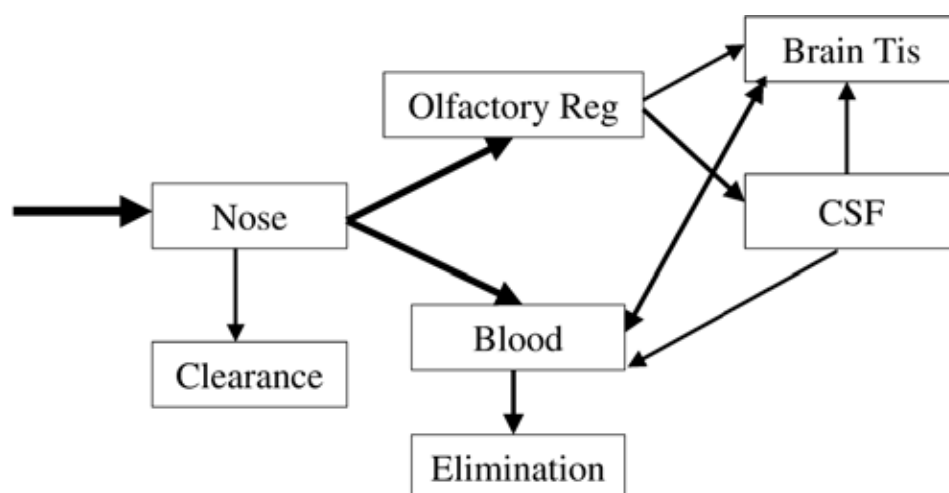 Brain Tis
Olfactory Reg
Nose
CSF
Blood
Clearance
Elimination